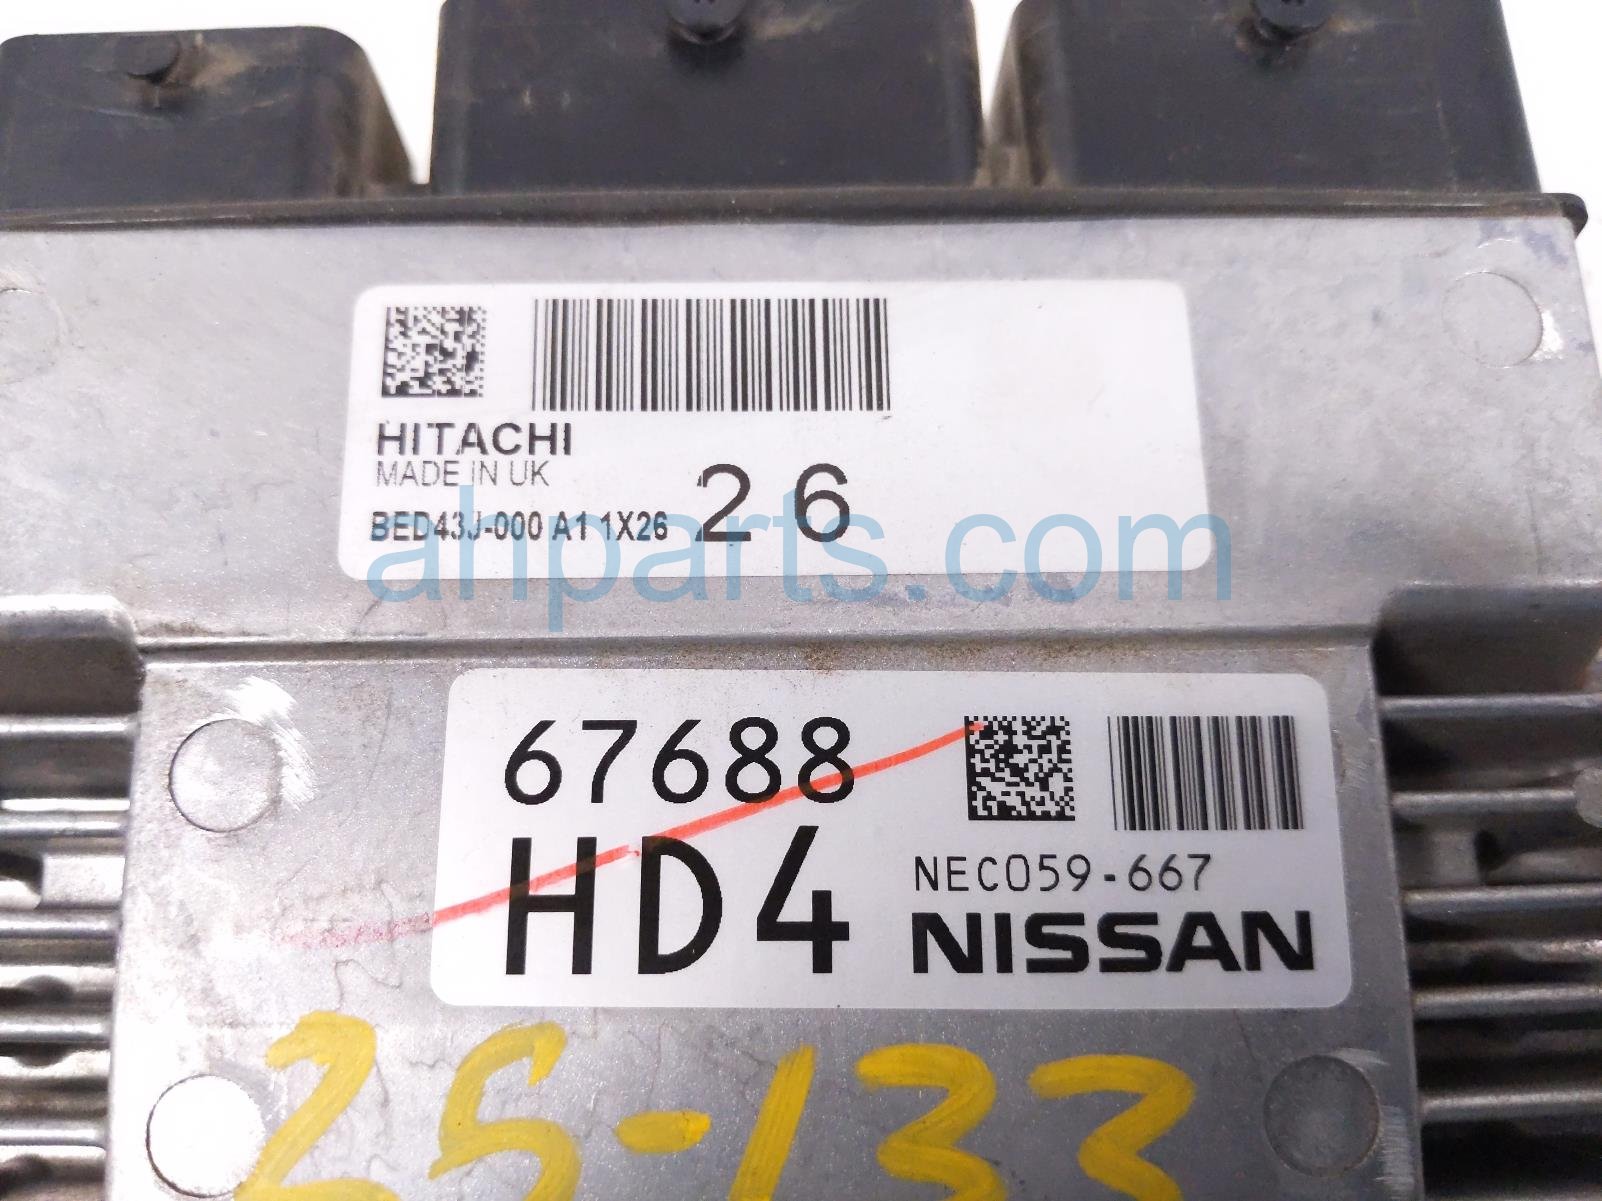 HITACHI
MADE IN UK
BED43J-000 A1 1X26 26
ahparts.com
67688
HD4
NEC059-667
NISSAN
25-133